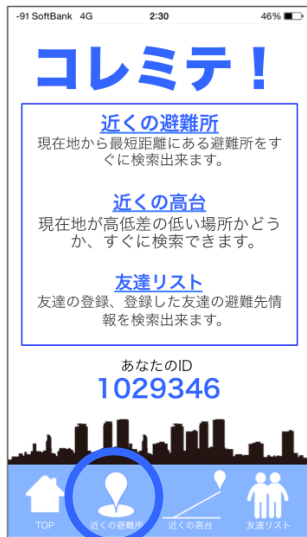 -91 SoftBank 4G 2:30 46%
コレミテ！
近くの避難所
現在地から最短距離にある避難所をす
ぐに検索出来ます。
近くの高台
現在地が高低差の低い場所かどう
か、すぐに検索できます。
友達リスト
友達の登録、登録した友達の避難先情
報を検索出来ます。
あなたのID
1029346
TOP 近くの避難所 近くの高台 友達リスト